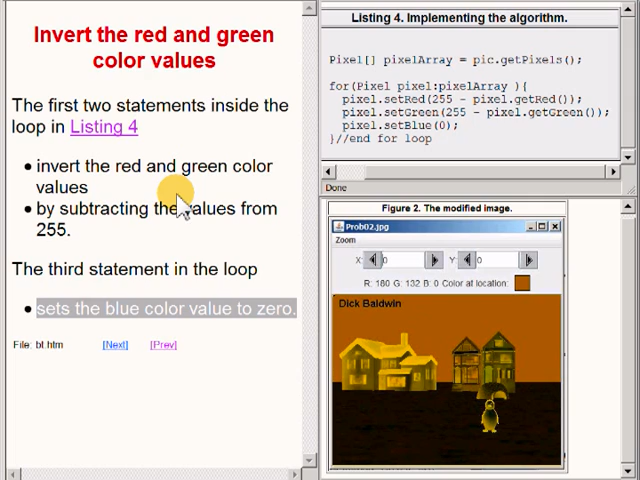 Invert the red and green
color values
The first two statements inside the
loop in Listing 4
• invert the red and green color
values
• by subtracting the values from
255.
The third statement in the loop
• sets the blue color value to zero.
File: bt.htm [Next] [Prev]
Listing 4. Implementing the algorithm.
Pixel[] pixelArray = pic.getPixels();
for(Pixel pixel:pixelArray ){
pixel.setRed(255 - pixel.getRed());
pixel.setGreen(255 - pixel.getGreen());
pixel.setBlue(0);
}//end for loop
Done
Figure 2. The modified image.
Prob02.jpg
Zoom
X: 0 Y: 0
R: 180 G: 132 B: 0 Color at location:
Dick Baldwin